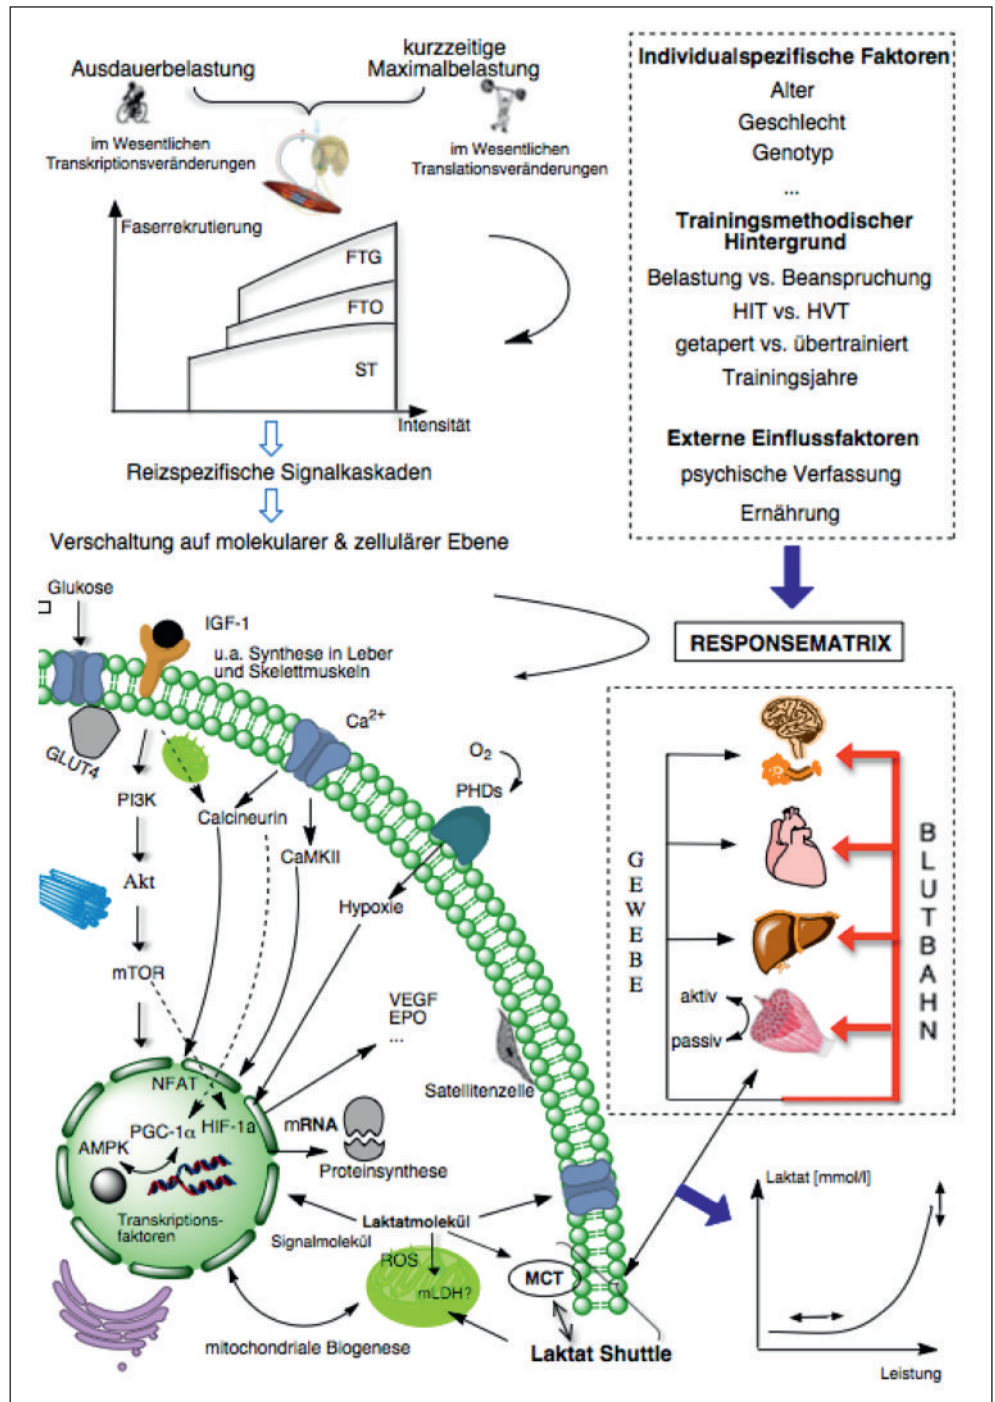 Ausdauerbelastung
kurzzeitige
Maximalbelastung
im Wesentlichen
Transkriptionsveränderungen
im Wesentlichen
Translationsveränderungen
Faserrekrutierung
FTG
FTO
ST
Intensität
Reizspezifische Signalkaskaden
Verschaltung auf molekularer & zellulärer Ebene
Individualspezifische Faktoren
Alter
Geschlecht
Genotyp
...
Trainingsmethodischer
Hintergrund
Belastung vs. Beanspruchung
HIT vs. HVT
getapert vs. übertrainiert
Trainingsjahre
Externe Einflussfaktoren
psychische Verfassung
Ernährung
RESPONSEMATRIX
Glukose
IGF-1
u.a. Synthese in Leber
und Skelettmuskeln
GLUT4
Ca2+
O2
PHDs
PI3K
Calcineurin
CaMKII
Akt
Hypoxie
mTOR
VEGF
EPO
...
Satellitenzelle
NFAT
PGC-1α
HIF-1a
AMPK
mRNA
Proteinsynthese
Transkriptions-
faktoren
Laktatmolekül
Signalmolekül
ROS
mLDH?
MCT
mitochondriale Biogenese
Laktat Shuttle
GEWEBE
aktiv
passiv
BLUTBAHN
Laktat [mmol/l]
Leistung